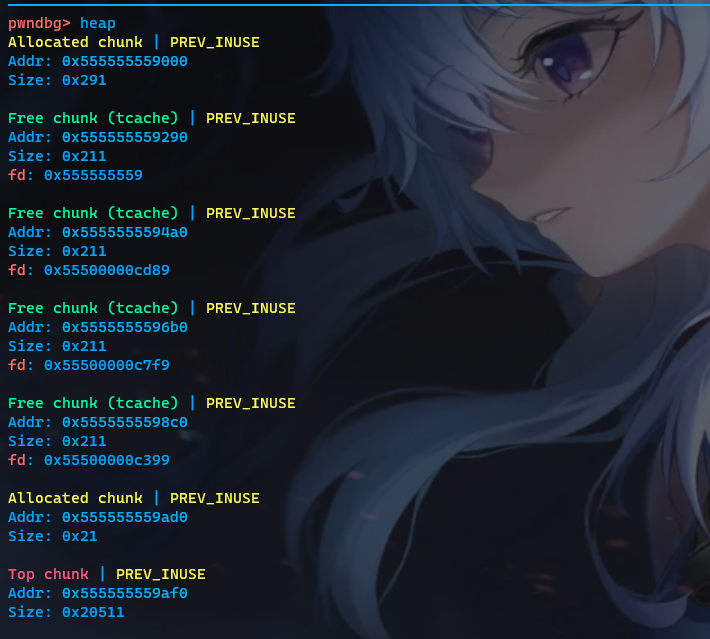 pwndbg> heap
Allocated chunk | PREV_INUSE
Addr: 0x555555559000
Size: 0x291
Free chunk (tcache) | PREV_INUSE
Addr: 0x555555559290
Size: 0x211
fd: 0x555555559
Free chunk (tcache) | PREV_INUSE
Addr: 0x5555555594a0
Size: 0x211
fd: 0x55500000cd89
Free chunk (tcache) | PREV_INUSE
Addr: 0x5555555596b0
Size: 0x211
fd: 0x55500000c7f9
Free chunk (tcache) | PREV_INUSE
Addr: 0x5555555598c0
Size: 0x211
fd: 0x55500000c399
Allocated chunk | PREV_INUSE
Addr: 0x555555559ad0
Size: 0x21
Top chunk | PREV_INUSE
Addr: 0x555555559af0
Size: 0x20511